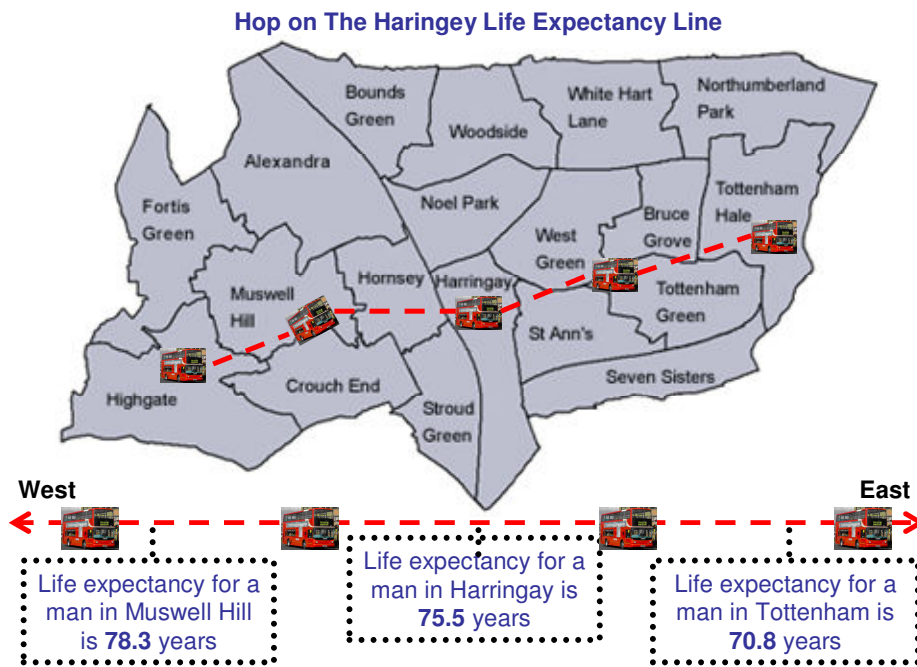 Hop on The Haringey Life Expectancy Line
Bounds
Green
Woodside
White Hart
Lane
Northumberland
Park
Alexandra
Fortis
Green
Noel Park
West
Green
Bruce
Grove
Tottenham
Hale
Muswell
Hill
Hornsey
Harringay
Tottenham
Green
St Ann's
Seven Sisters
Highgate
Crouch End
Stroud
Green
West
East
Life expectancy for a
man in Muswell Hill
is 78.3 years
Life expectancy for a
man in Harringay is
75.5 years
Life expectancy for a
man in Tottenham is
70.8 years